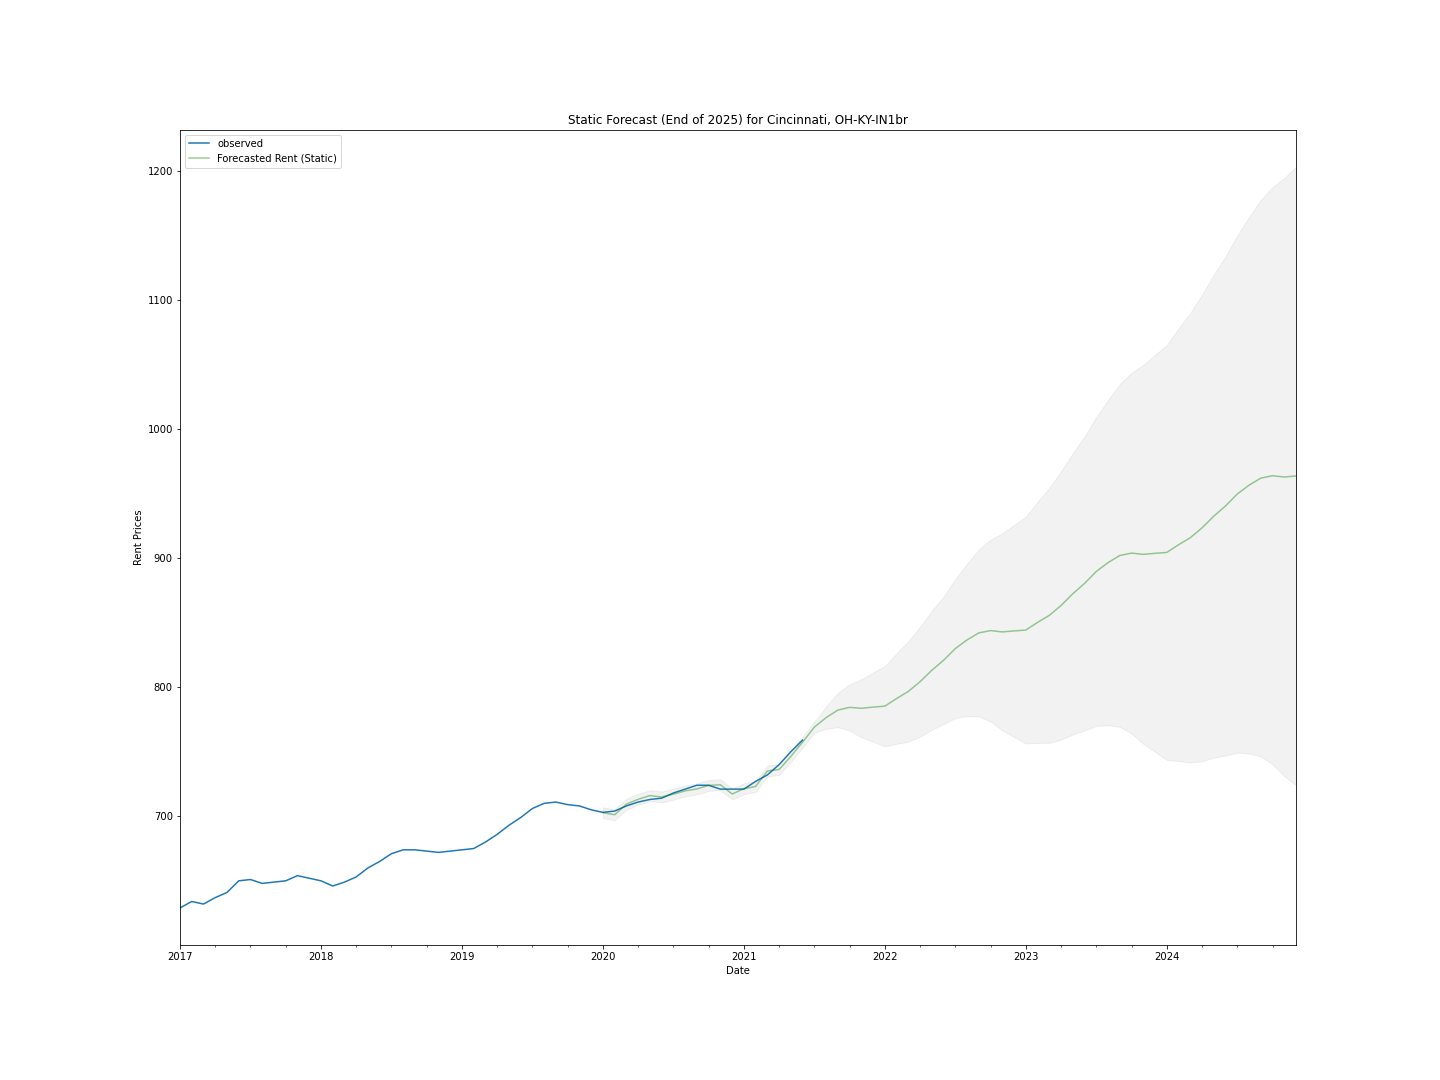 Static Forecast (End of 2025) for Cincinnati, OH-KY-IN1br
observed
Forecasted Rent (Static)
1200
1100
1000
900
800
700
Rent Prices
2017 2018 2019 2020 2021 2022 2023 2024
Date